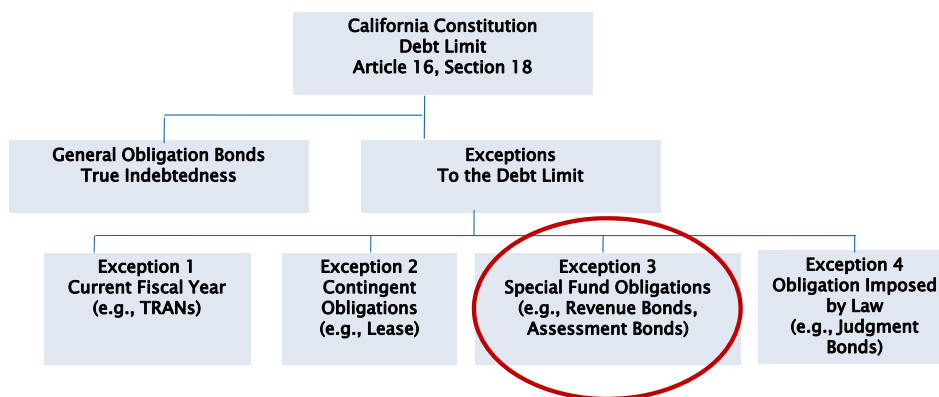 California Constitution
Debt Limit
Article 16, Section 18
General Obligation Bonds
True Indebtedness
Exceptions
To the Debt Limit
Exception 1
Current Fiscal Year
(e.g., TRANs)
Exception 2
Contingent
Obligations
(e.g., Lease)
Exception 3
Special Fund Obligations
(e.g., Revenue Bonds,
Assessment Bonds)
Exception 4
Obligation Imposed
by Law
(e.g., Judgment
Bonds)